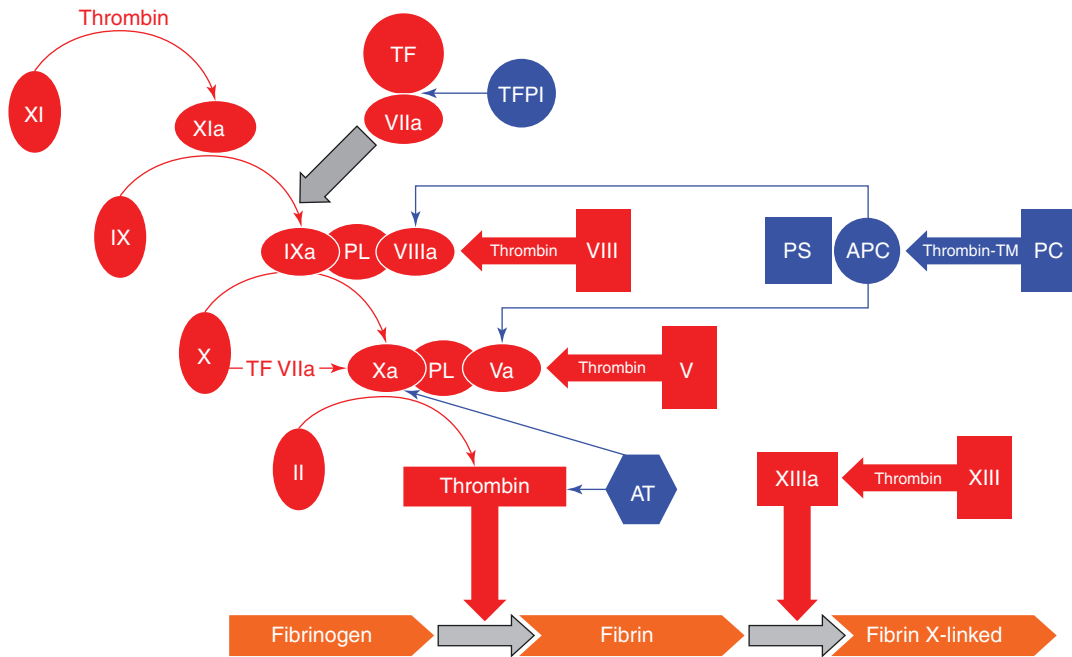 Thrombin
TF
TFPI
XI
XIa
VIIa
IX
IXa
PL
VIIIa
Thrombin
VIII
PS
APC
Thrombin-TM
PC
X
TF VIIa
Xa
PL
Va
Thrombin
V
II
Thrombin
AT
XIIIa
Thrombin
XIII
Fibrinogen
Fibrin
Fibrin X-linked